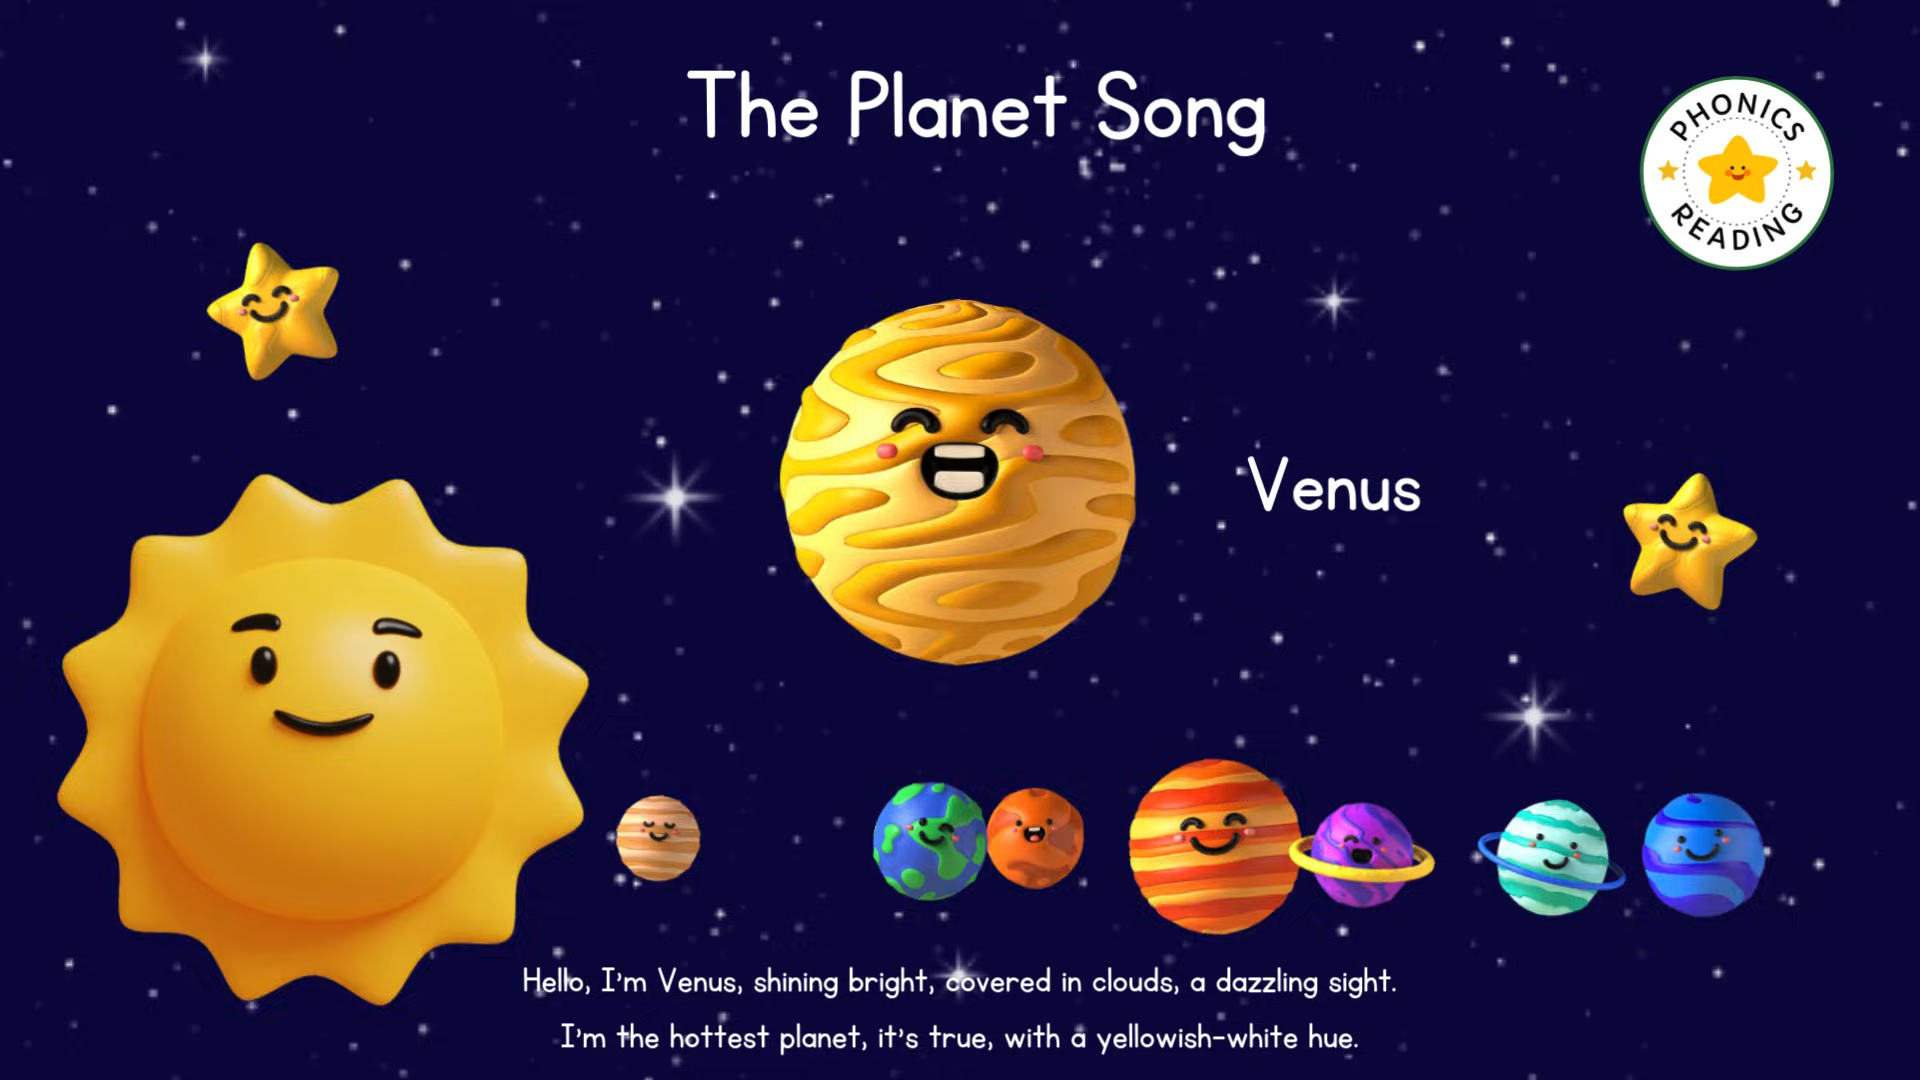 The Planet Song
PHONICS
READING
Venus
Hello, I'm Venus, shining bright, covered in clouds, a dazzling sight.
I'm the hottest planet, it's true, with a yellowish-white hue.